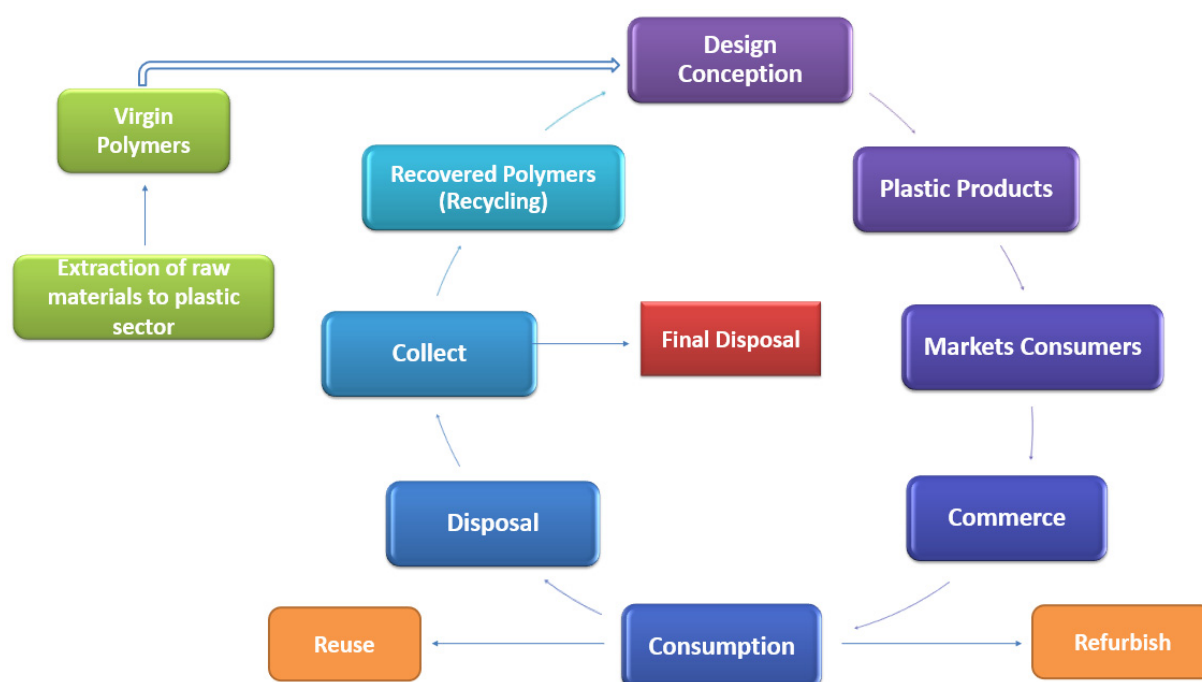 Design
Conception
Virgin
Polymers
Recovered Polymers
(Recycling)
Plastic Products
Extraction of raw
materials to plastic
sector
Collect
Final Disposal
Markets Consumers
Disposal
Commerce
Reuse
Consumption
Refurbish